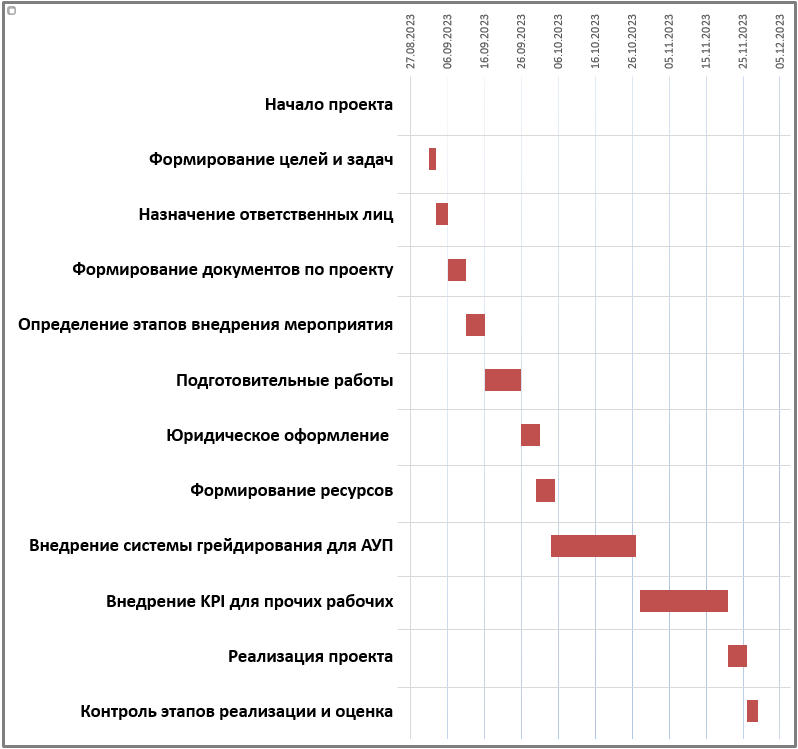 27.08.2023
06.09.2023
16.09.2023
26.09.2023
06.10.2023
16.10.2023
26.10.2023
05.11.2023
15.11.2023
25.11.2023
05.12.2023
Начало проекта
Формирование целей и задач
Назначение ответственных лиц
Формирование документов по проекту
Определение этапов внедрения мероприятия
Подготовительные работы
Юридическое оформление
Формирование ресурсов
Внедрение системы грейдирования для АУП
Внедрение KPI для прочих рабочих
Реализация проекта
Контроль этапов реализации и оценка